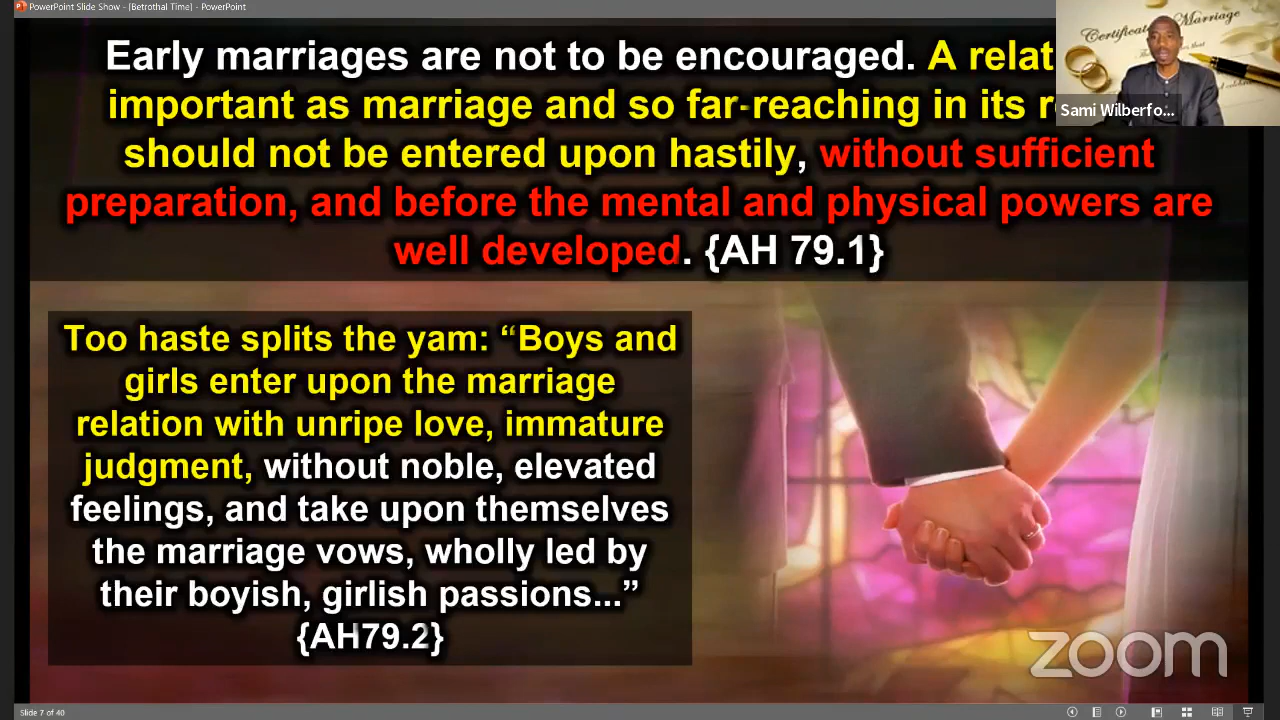 PowerPoint Slide Show - [Betrothal Time] - PowerPoint
Early marriages are not to be encouraged. A relat
important as marriage and so far-reaching in its r
should not be entered upon hastily, without sufficient
preparation, and before the mental and physical powers are
well developed. {AH 79.1}
Certificate Marriage
Sami Wilberfo...
Too haste splits the yam: “Boys and
girls enter upon the marriage
relation with unripe love, immature
judgment, without noble, elevated
feelings, and take upon themselves
the marriage vows, wholly led by
their boyish, girlish passions...”
{AH79.2}
zoom
Slide 7 of 40